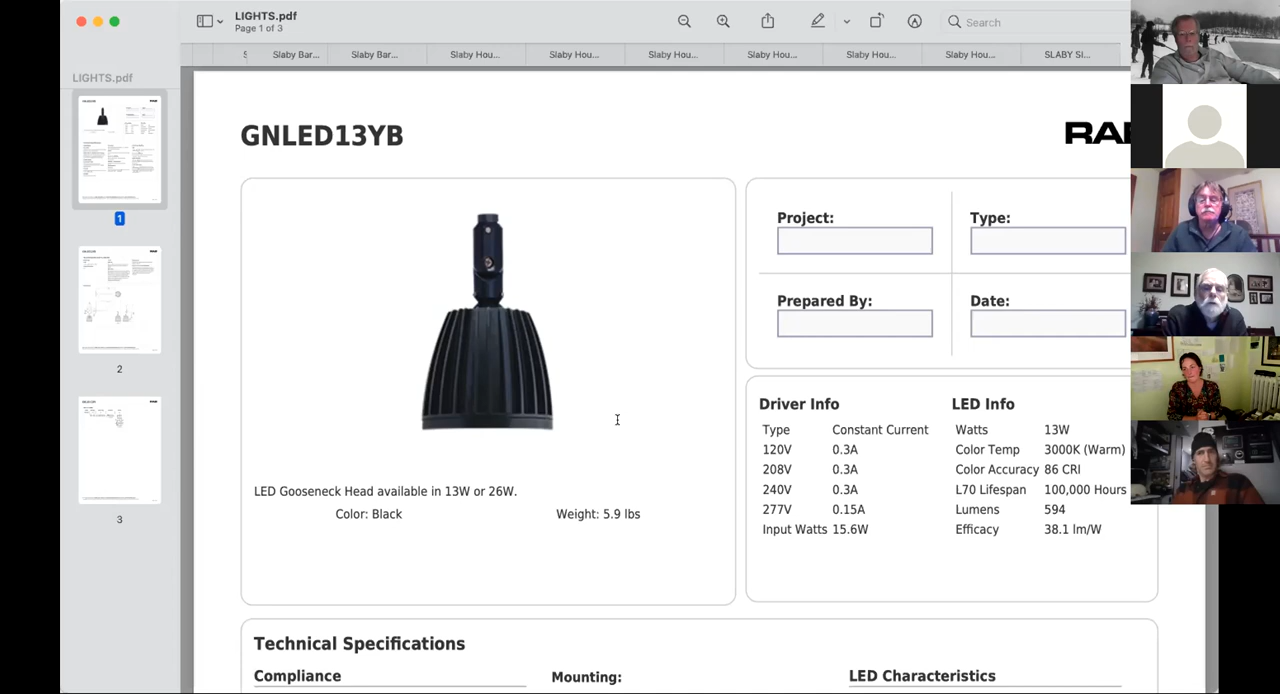 LIGHTS.pdf
Page 1 of 3
Search
Slaby Bar...
Slaby Bar...
Slaby Hou...
Slaby Hou...
Slaby Hou...
Slaby Hou...
Slaby Hou...
Slaby Hou...
SLABY SI...
LIGHTS.pdf
1
2
3
GNLED13YB
RAB
Project:
Type:
Prepared By:
Date:
LED Gooseneck Head available in 13W or 26W.
Color: Black
Weight: 5.9 lbs
Driver Info
Type Constant Current
120V 0.3A
208V 0.3A
240V 0.3A
277V 0.15A
Input Watts 15.6W
LED Info
Watts 13W
Color Temp 3000K (Warm)
Color Accuracy 86 CRI
L70 Lifespan 100,000 Hours
Lumens 594
Efficacy 38.1 lm/W
Technical Specifications
Compliance
Mounting:
LED Characteristics